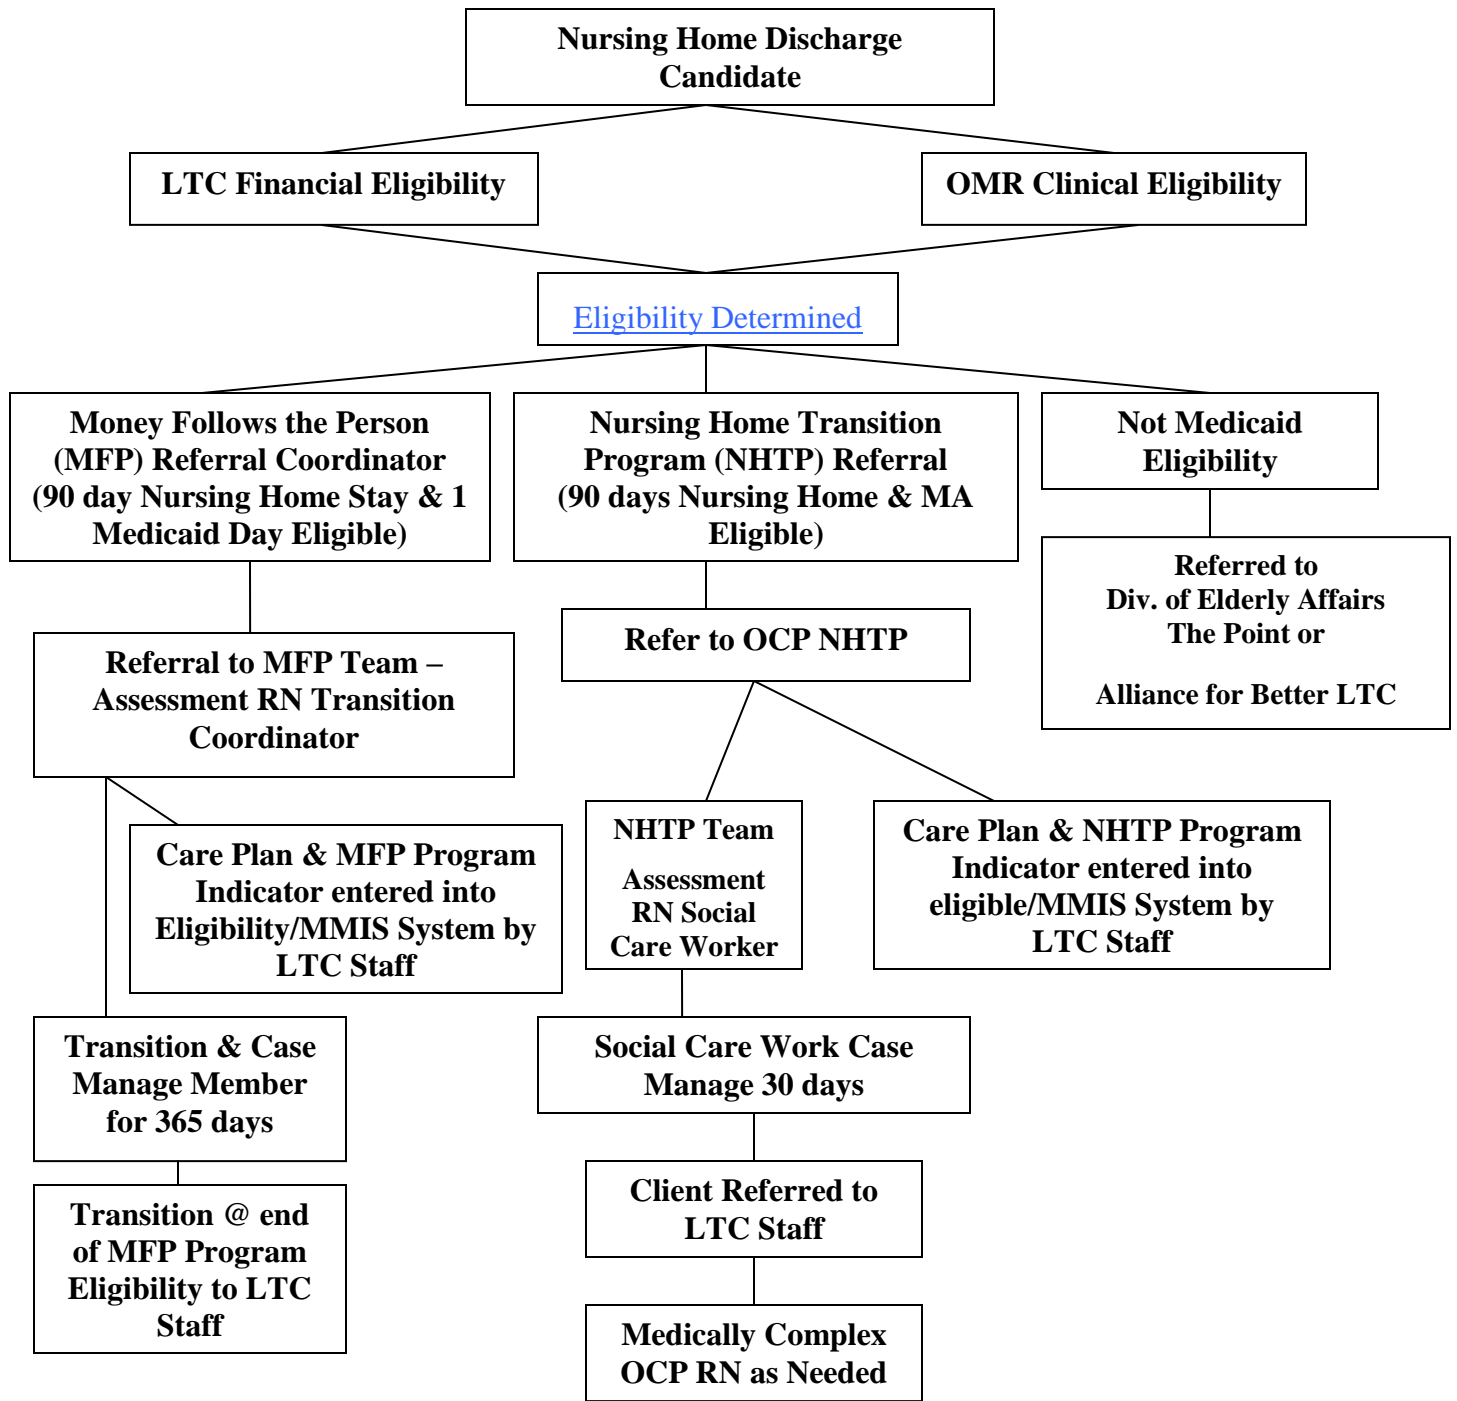 Nursing Home Discharge
Candidate
LTC Financial Eligibility
OMR Clinical Eligibility
Eligibility Determined
Money Follows the Person
(MFP) Referral Coordinator
(90 day Nursing Home Stay & 1
Medicaid Day Eligible)
Nursing Home Transition
Program (NHTP) Referral
(90 days Nursing Home & MA
Eligible)
Not Medicaid
Eligibility
Referred to
Div. of Elderly Affairs
The Point or
Alliance for Better LTC
Referral to MFP Team –
Assessment RN Transition
Coordinator
Refer to OCP NHTP
Care Plan & MFP Program
Indicator entered into
Eligibility/MMIS System by
LTC Staff
NHTP Team
Assessment
RN Social
Care Worker
Care Plan & NHTP Program
Indicator entered into
eligible/MMIS System by
LTC Staff
Transition & Case
Manage Member
for 365 days
Social Care Work Case
Manage 30 days
Transition @ end
of MFP Program
Eligibility to LTC
Staff
Client Referred to
LTC Staff
Medically Complex
OCP RN as Needed